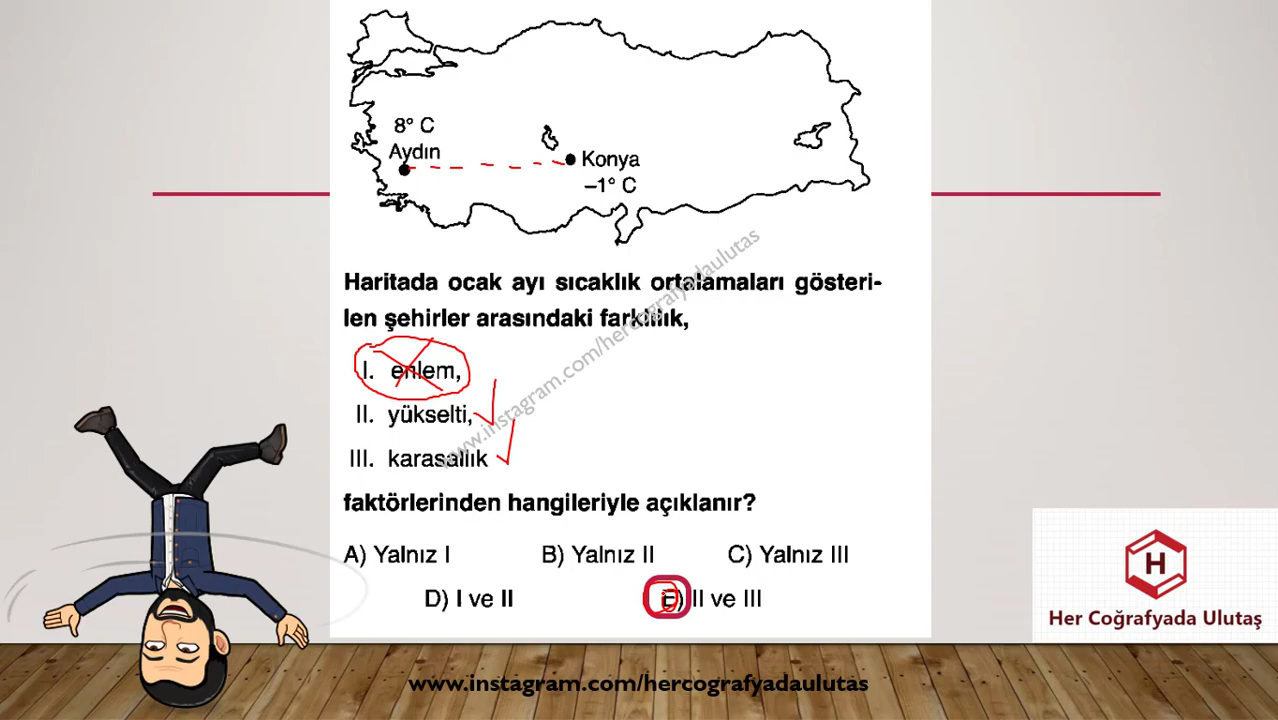 8° C
Aydın
Konya
–1° C
Haritada ocak ayı sıcaklık ortalamaları gösteri-
len şehirler arasındaki farklılık,
I. enlem,
II. yükselti,
III. karasallık
faktörlerinden hangileriyle açıklanır?
A) Yalnız I B) Yalnız II C) Yalnız III
D) I ve II E) II ve III
www.instagram.com/hercografyadaulutas
H
Her Coğrafyada Ulutaş
www.instagram.com/hercografyadaulutas